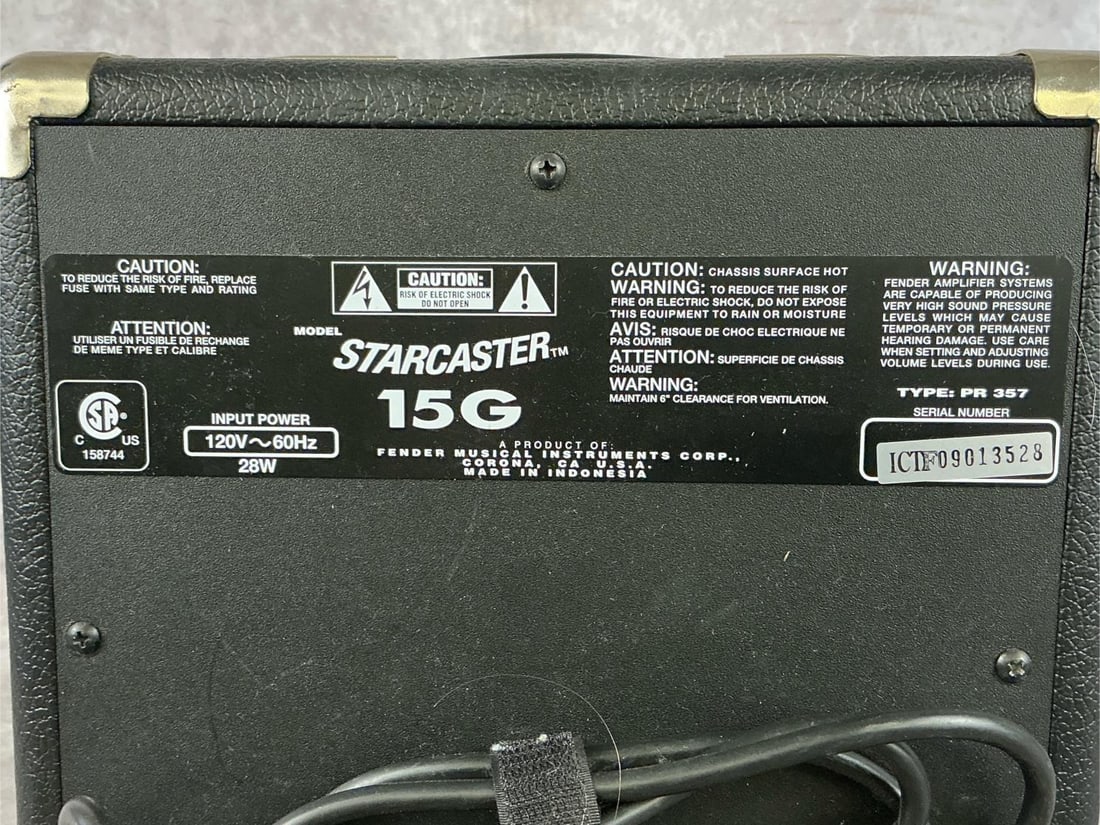 CAUTION:
TO REDUCE THE RISK OF FIRE, REPLACE
FUSE WITH SAME TYPE AND RATING
ATTENTION:
UTILISER UN FUSIBLE DE RECHANGE
DE MEME TYPE ET CALIBRE
CSA
C US
158744
INPUT POWER
120V~60Hz
28W
CAUTION:
RISK OF ELECTRIC SHOCK
DO NOT OPEN
MODEL
STARCASTER™
15G
A PRODUCT OF:
FENDER MUSICAL INSTRUMENTS CORP.,
CORONA, CA U.S.A.
MADE IN INDONESIA
CAUTION: CHASSIS SURFACE HOT
WARNING: TO REDUCE THE RISK OF
FIRE OR ELECTRIC SHOCK, DO NOT EXPOSE
THIS EQUIPMENT TO RAIN OR MOISTURE
AVIS: RISQUE DE CHOC ELECTRIQUE NE
PAS OUVRIR
ATTENTION: SUPERFICIE DE CHASSIS
CHAUDE
WARNING:
MAINTAIN 6" CLEARANCE FOR VENTILATION.
WARNING:
FENDER AMPLIFIER SYSTEMS
ARE CAPABLE OF PRODUCING
VERY HIGH SOUND PRESSURE
LEVELS WHICH MAY CAUSE
TEMPORARY OR PERMANENT
HEARING DAMAGE. USE CARE
WHEN SETTING AND ADJUSTING
VOLUME LEVELS DURING USE.
TYPE: PR 357
SERIAL NUMBER
ICTF09013528